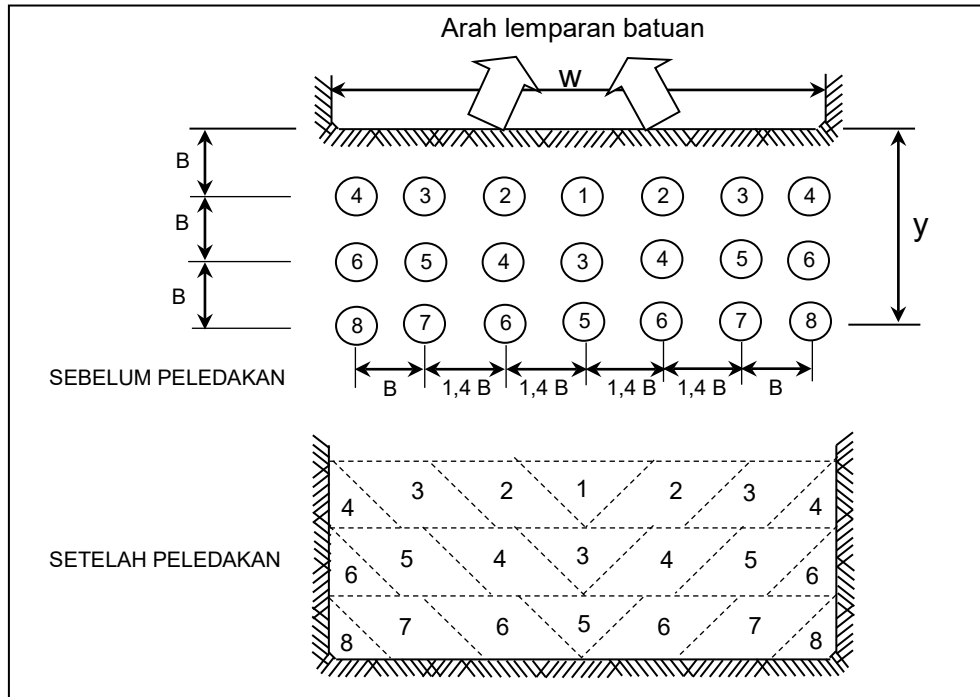 Arah lemparan batuan
w
B
4 3 2 1 2 3 4
B
y
6 5 4 3 4 5 6
B
8 7 6 5 6 7 8
SEBELUM PELEDAKAN
B 1,4 B 1,4 B 1,4 B 1,4 B B
4 3 2 1 2 3 4
SETELAH PELEDAKAN
6 5 4 3 4 5 6
8 7 6 5 6 7 8